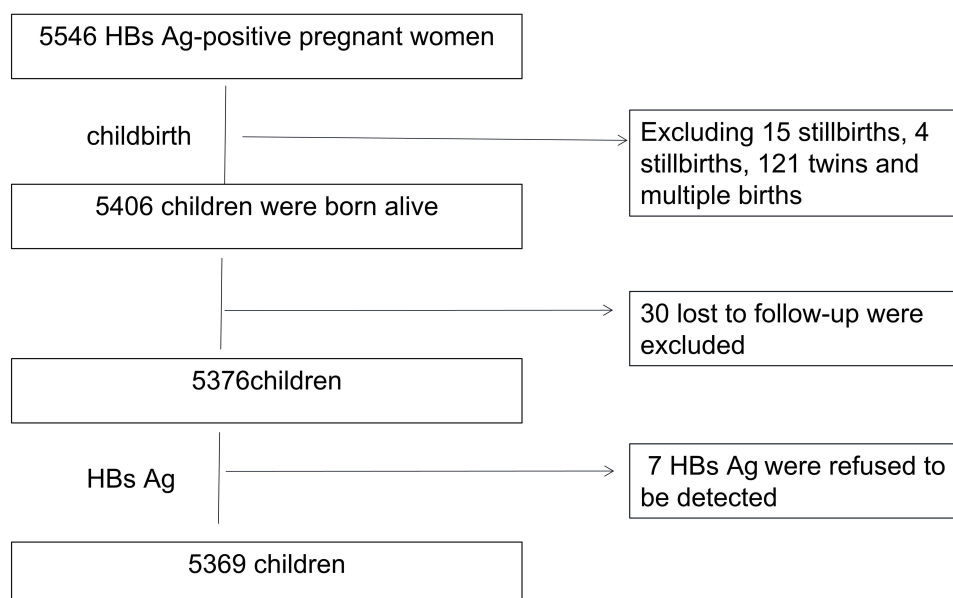 5546 HBs Ag-positive pregnant women
childbirth
Excluding 15 stillbirths, 4
stillbirths, 121 twins and
multiple births
5406 children were born alive
30 lost to follow-up were
excluded
5376children
HBs Ag
7 HBs Ag were refused to
be detected
5369 children